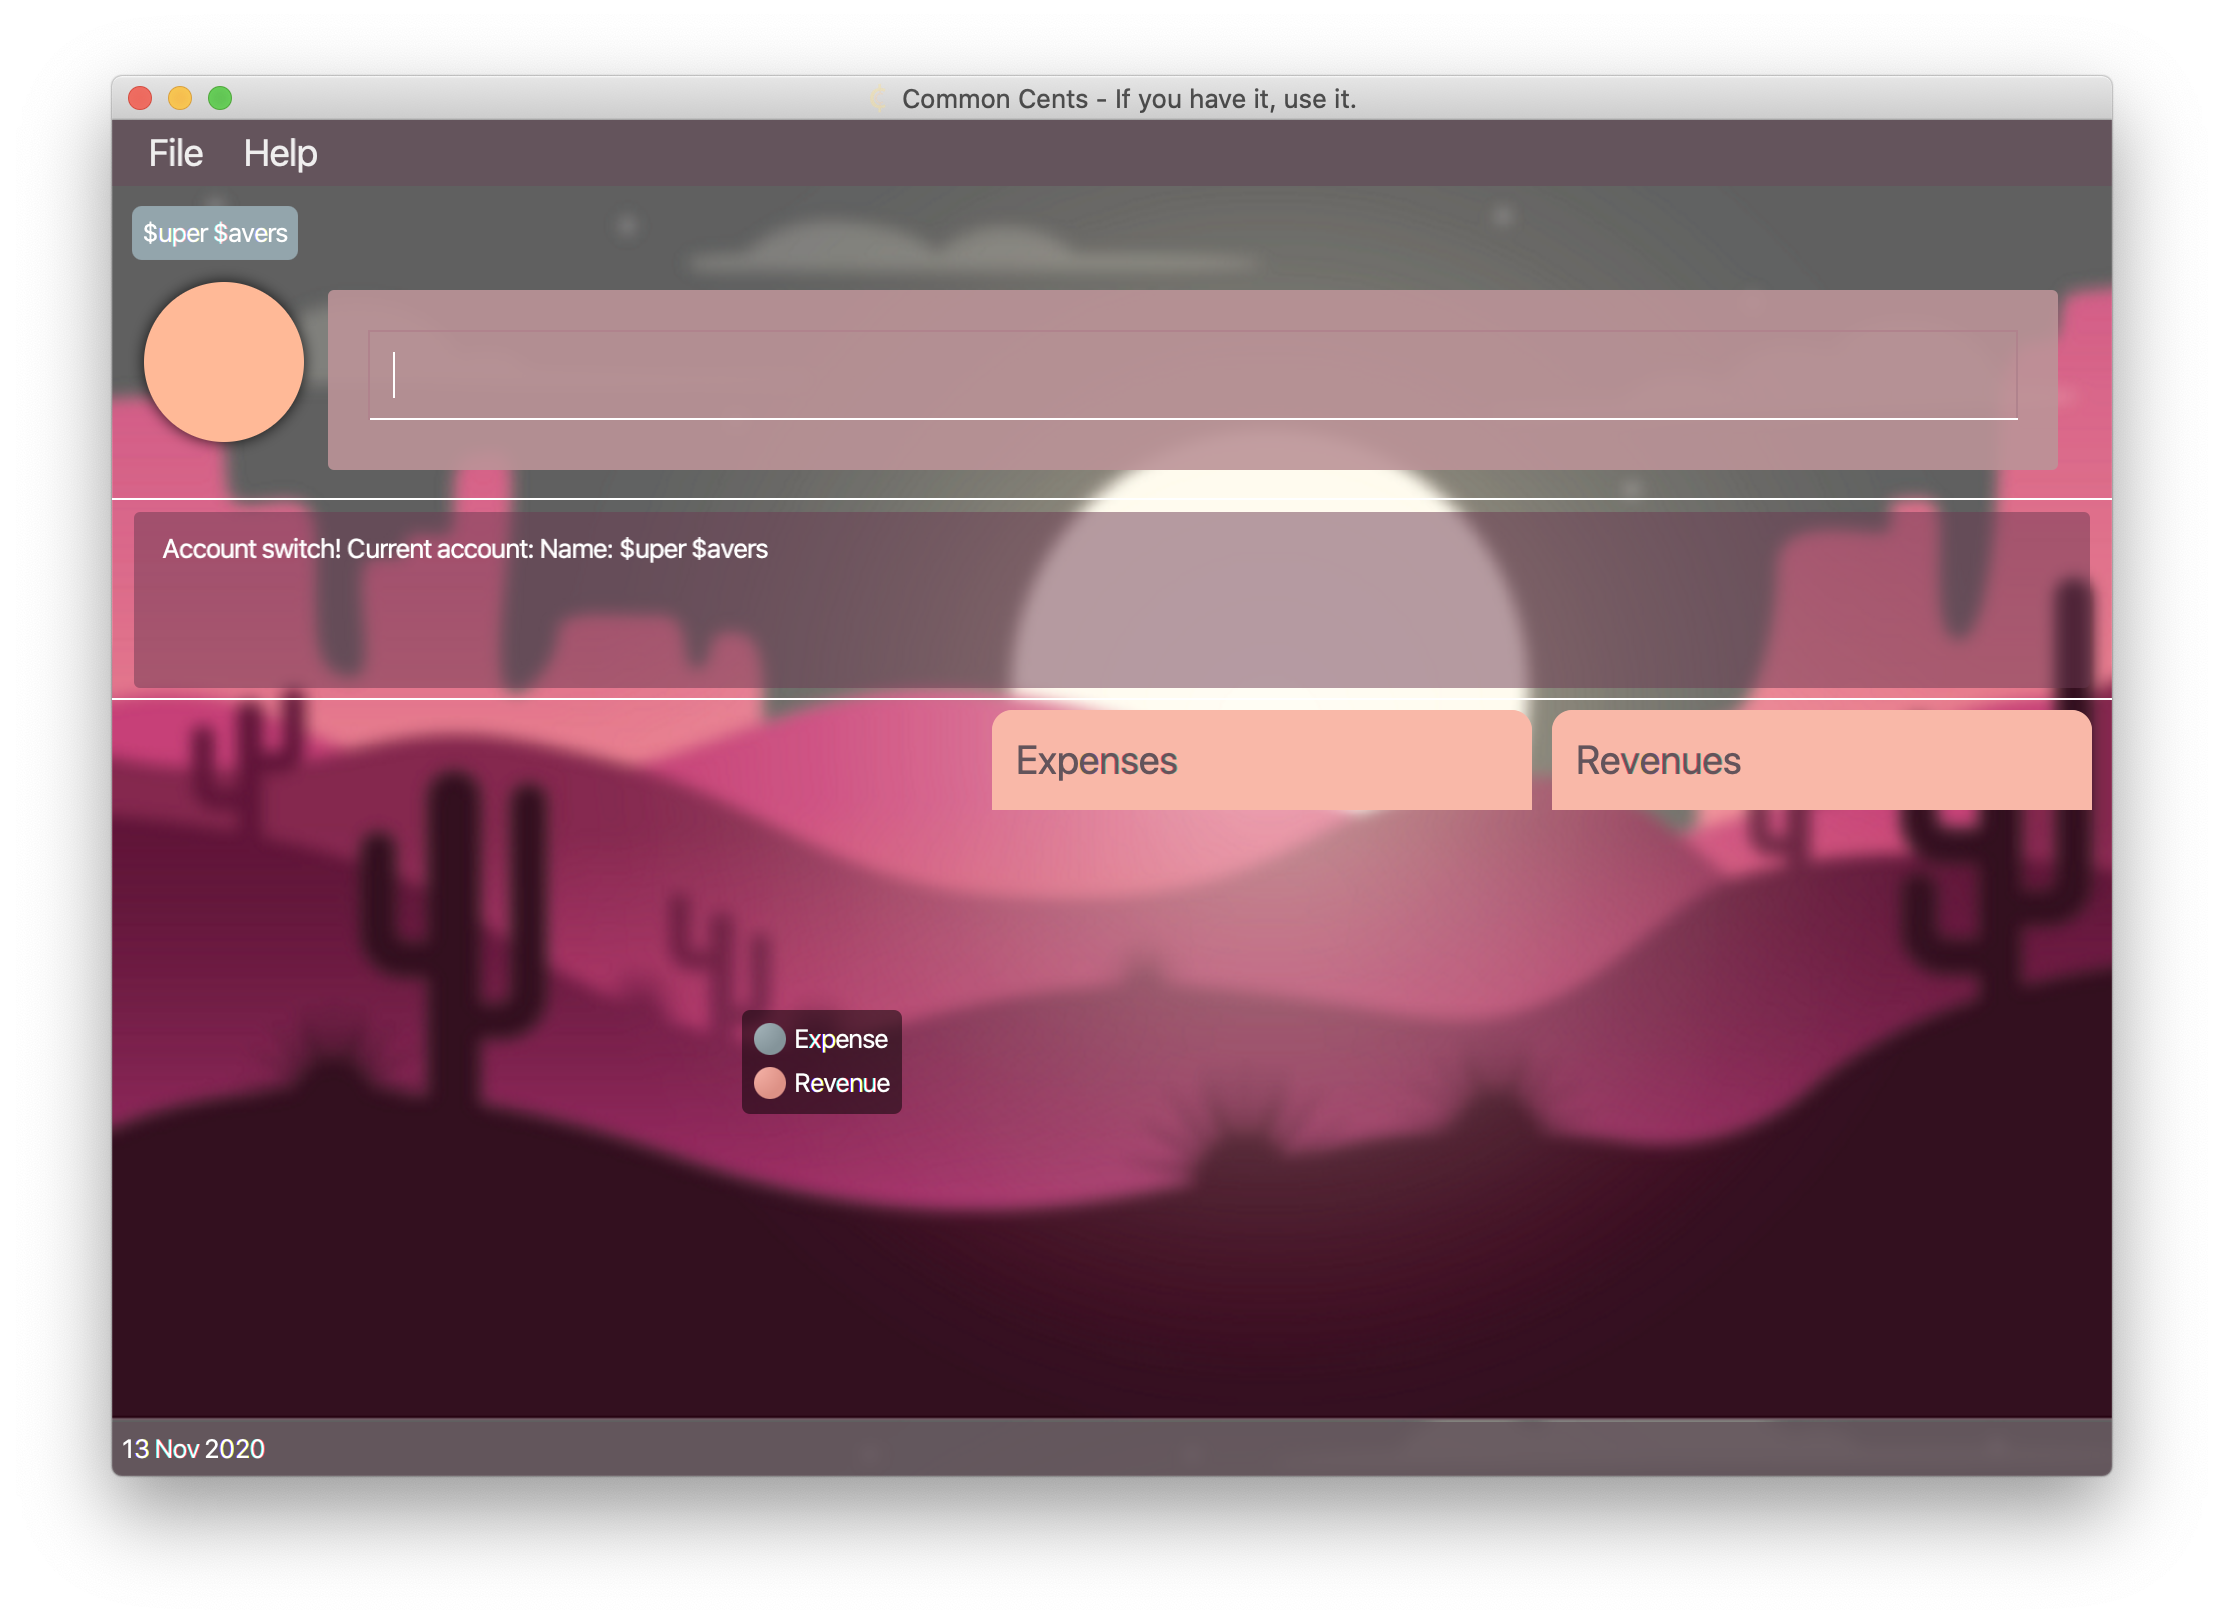 Common Cents - If you have it, use it.
File Help
$uper $avers
Account switch! Current account: Name: $uper $avers
Expenses
Revenues
Expense
Revenue
13 Nov 2020